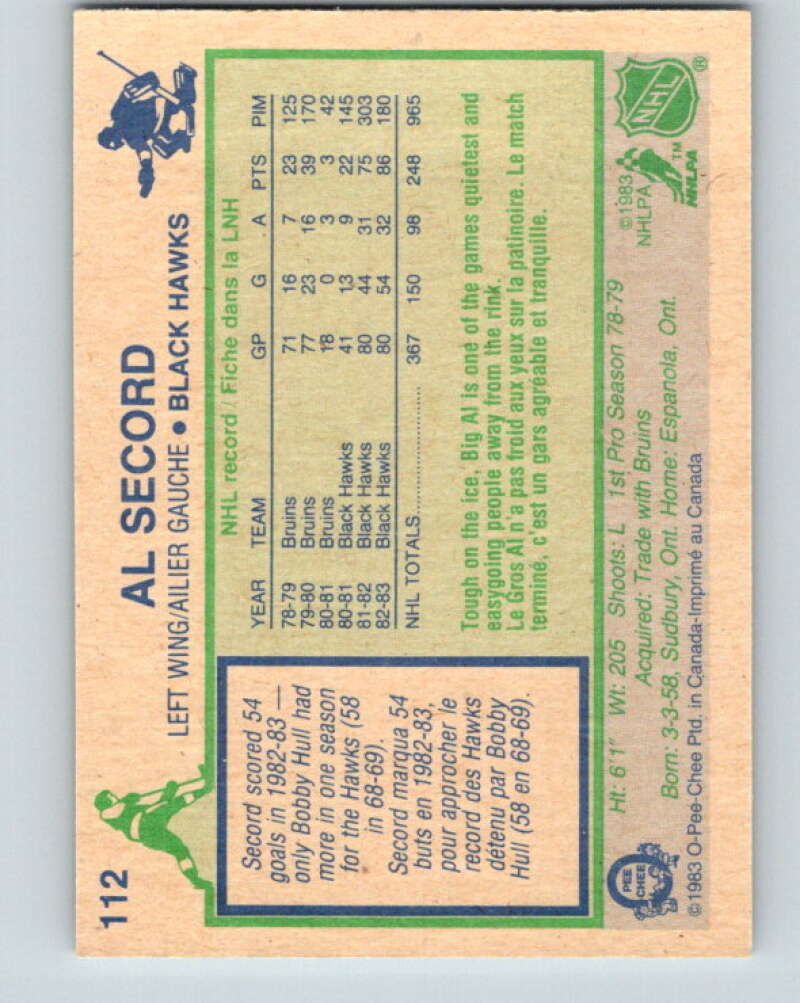 112
AL SECORD
LEFT WING/AILIER GAUCHE • BLACK HAWKS
Second scored 54
goals in 1982-83 —
only Bobby Hull had
more in one season
for the Hawks (58
in 68-69).
Secord marqua 54
buts en 1982-83,
pour approcher le
record des Hawks
détenu par Bobby
Hull (58 en 68-69).
NHL record / Fiche dans la LNH
YEAR TEAM GP G A PTS PIM
78-79 Bruins 71 16 7 23 125
79-80 Bruins 77 23 16 39 170
80-81 Bruins 18 0 3 3 42
80-81 Black Hawks 41 13 9 22 145
81-82 Black Hawks 80 44 31 75 303
82-83 Black Hawks 80 54 32 86 180
NHL TOTALS 367 150 98 248 965
Tough on the ice, Big Al is one of the games quietest and
easygoing people away from the rink.
Le Gros Al n'a pas froid aux yeux sur la patinoire. Le match
terminé, c'est un gars agréable et tranquille.
Ht: 6'1" Wt: 205 Shoots: L 1st Pro Season 78-79
Acquired: Trade with Bruins
Born: 3-3-58, Sudbury, Ont. Home: Espanola, Ont.
©1983 O-Pee-Chee Ptd. in Canada-Imprimé au Canada
O
PEE
CHEE
©1983
NHLPA
NHLPA
TM
NHL
®